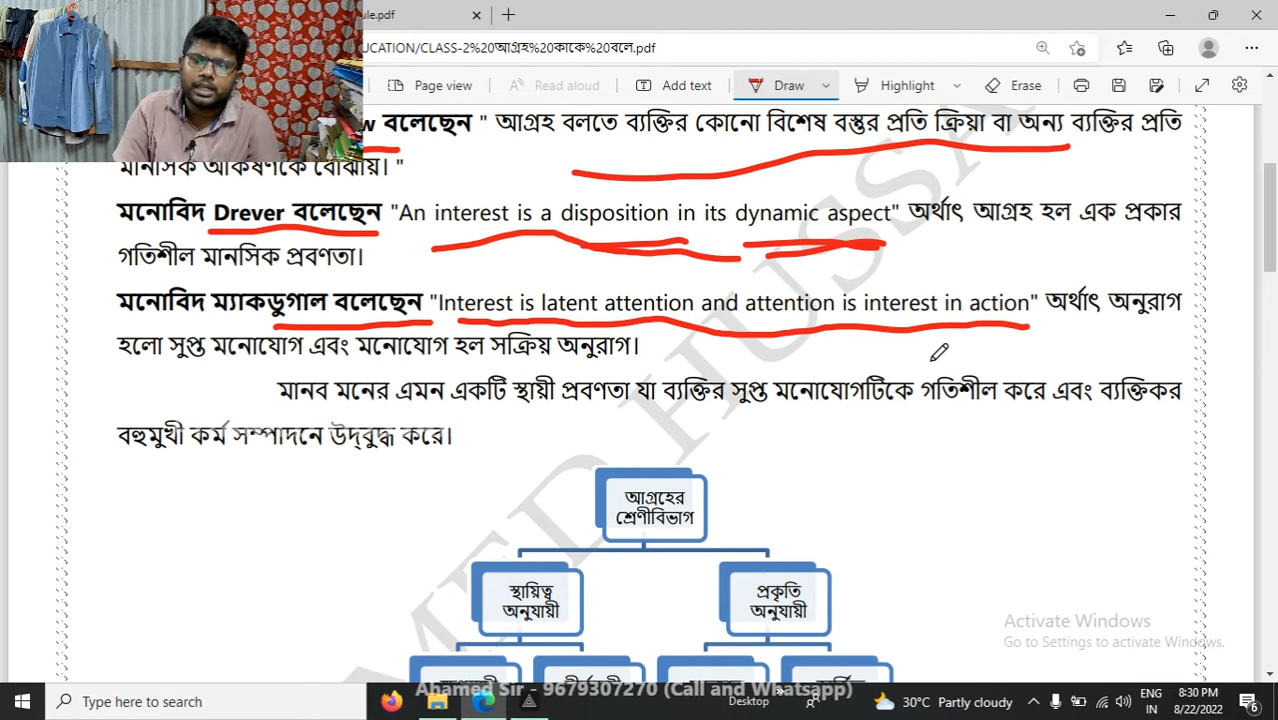 ule.pdf
UCATION/CLASS-2%20আগ্রহ%20কাকে%20বলে.pdf
Page view
Read aloud
Add text
Draw
Highlight
Erase
w বলেছেন " আগ্রহ বলতে ব্যক্তির কোনো বিশেষ বস্তুর প্রতি ক্রিয়া বা অন্য ব্যক্তির প্রতি
মানসিক আকর্ষণকে বোঝায়। "
মনোবিদ Drever বলেছেন "An interest is a disposition in its dynamic aspect" অর্থাৎ আগ্রহ হল এক প্রকার
গতিশীল মানসিক প্রবণতা।
মনোবিদ ম্যাকডুগাল বলেছেন "Interest is latent attention and attention is interest in action" অর্থাৎ অনুরাগ
হলো সুপ্ত মনোযোগ এবং মনোযোগ হল সক্রিয় অনুরাগ।
মানব মনের এমন একটি স্থায়ী প্রবণতা যা ব্যক্তির সুপ্ত মনোযোগটিকে গতিশীল করে এবং ব্যক্তিকর
বহুমুখী কর্ম সম্পাদনে উদ্‌বুদ্ধ করে।
আগ্রহের
শ্রেণীবিভাগ
স্থায়িত্ব
অনুযায়ী
প্রকৃতি
অনুযায়ী
MED HUSSA
Activate Windows
Go to Settings to activate Windows.
Ahamed Sir - 9679307270 (Call and Whatsapp)
Type here to search
Desktop
30°C Partly cloudy
ENG
IN
8:30 PM
8/22/2022
6